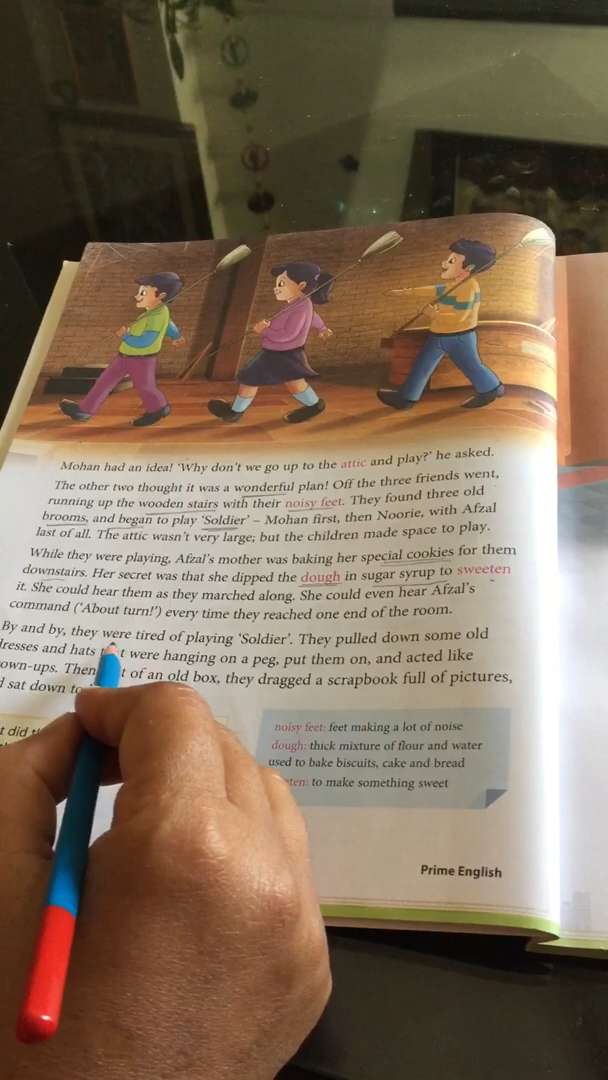 Mohan had an idea! ‘Why don’t we go up to the attic and play?’ he asked.
The other two thought it was a wonderful plan! Off the three friends went,
running up the wooden stairs with their noisy feet. They found three old
brooms, and began to play ‘Soldier’ – Mohan first, then Noorie, with Afzal
last of all. The attic wasn’t very large; but the children made space to play.
While they were playing, Afzal’s mother was baking her special cookies for them
downstairs. Her secret was that she dipped the dough in sugar syrup to sweeten
it. She could hear them as they marched along. She could even hear Afzal’s
command (‘About turn!’) every time they reached one end of the room.
By and by, they were tired of playing ‘Soldier’. They pulled down some old
and hats were hanging on a peg, put them on, and acted like
Then of an old box, they dragged a scrapbook full of pictures,
sat down to
did
noisy feet: feet making a lot of noise
dough: thick mixture of flour and water
used to bake biscuits, cake and bread
to make something sweet
Prime English